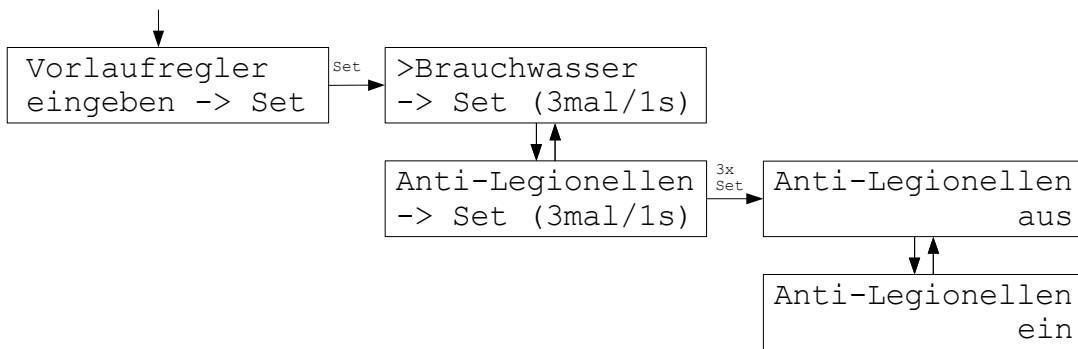 Vorlaufregler
eingeben -> Set
Set
>Brauchwasser
-> Set (3mal/1s)
Anti-Legionellen
-> Set (3mal/1s)
3x
Set
Anti-Legionellen
aus
Anti-Legionellen
ein